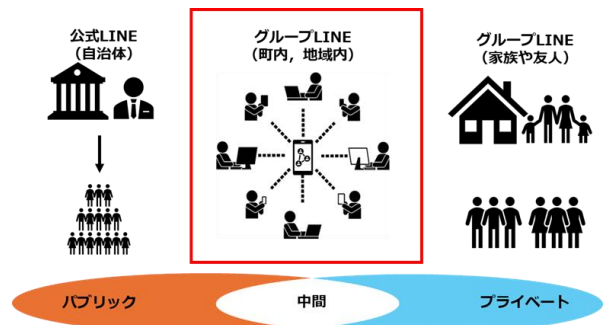 公式LINE
（自治体）
グループLINE
（町内，地域内）
グループLINE
（家族や友人）
パブリック
中間
プライベート